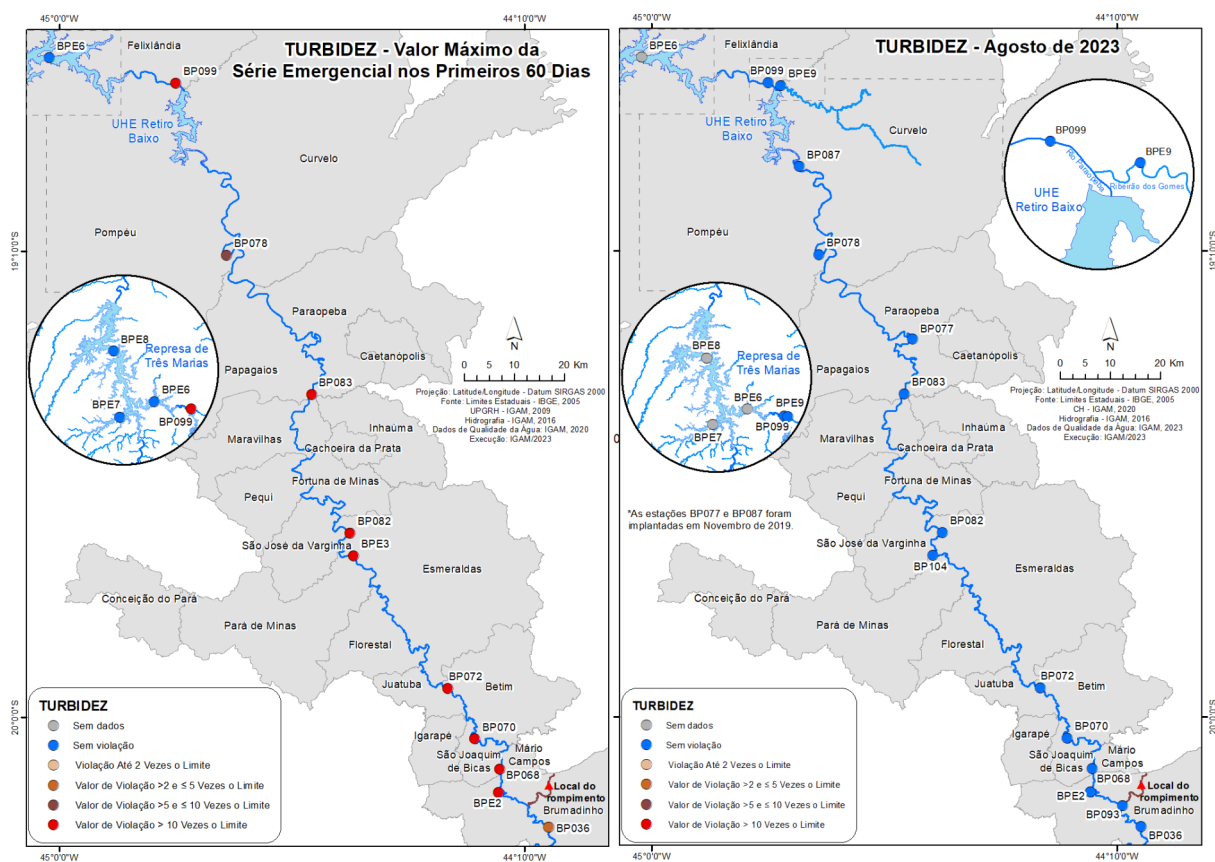 45°0'0"W
44°10'0"W
TURBIDEZ - Valor Máximo da
Série Emergencial nos Primeiros 60 Dias
BPE6
Felixlândia
BP099
UHE Retiro
Baixo
Curvelo
Pompéu
BP078
19°10'0"S
Paraopeba
Caetanópolis
Papagaios
BP083
N
0 5 10 20 Km
Projeção: Latitude/Longitude - Datum SIRGAS 2000
Fonte: Limites Estaduais - IBGE, 2005
UPGRH - IGAM, 2009
Hidrografia - IGAM, 2016
Dados de Qualidade da Água: IGAM, 2020
Execução: IGAM/2023
BPE8
Represa de
Três Marias
BPE6
BPE7
BP099
Maravilhas
Inhaúma
Cachoeira da Prata
Fortuna de Minas
Pequi
BP082
São José da Varginha
BPE3
Esmeraldas
Conceição do Pará
Pará de Minas
Florestal
BP072
Juatuba
Betim
20°0'0"S
BP070
Igarapé
São Joaquim
de Bicas
Mário
Campos
BP068
Local do
rompimento
BPE2
Brumadinho
BP036
TURBIDEZ
Sem dados
Sem violação
Violação Até 2 Vezes o Limite
Valor de Violação >2 e ≤ 5 Vezes o Limite
Valor de Violação >5 e ≤ 10 Vezes o Limite
Valor de Violação > 10 Vezes o Limite
45°0'0"W
44°10'0"W
45°0'0"W
44°10'0"W
TURBIDEZ - Agosto de 2023
BPE6
Felixlândia
BP099
BPE9
UHE Retiro
Baixo
Curvelo
BP087
BP099
BPE9
Rio Paraopeba
Ribeirão dos Gomes
UHE
Retiro Baixo
Pompéu
BP078
19°10'0"S
Paraopeba
BP077
Caetanópolis
Papagaios
BP083
N
0 5 10 20 Km
Projeção: Latitude/Longitude - Datum SIRGAS 2000
Fonte: Limites Estaduais - IBGE, 2005
CH - IGAM, 2020
Hidrografia - IGAM, 2016
Dados de Qualidade da Água: IGAM, 2023
Execução: IGAM/2023
BPE8
Represa de
Três Marias
BPE6
BPE9
BPE7
BP099
Maravilhas
Inhaúma
Cachoeira da Prata
Fortuna de Minas
Pequi
*As estações BP077 e BP087 foram
implantadas em Novembro de 2019.
BP082
São José da Varginha
BP104
Esmeraldas
Conceição do Pará
Pará de Minas
Florestal
BP072
Juatuba
Betim
20°0'0"S
BP070
Igarapé
São Joaquim
de Bicas
Mário
Campos
BP068
Local do
rompimento
BPE2
Brumadinho
BP093
BP036
TURBIDEZ
Sem dados
Sem violação
Violação Até 2 Vezes o Limite
Valor de Violação >2 e ≤ 5 Vezes o Limite
Valor de Violação >5 e ≤ 10 Vezes o Limite
Valor de Violação > 10 Vezes o Limite
45°0'0"W
44°10'0"W